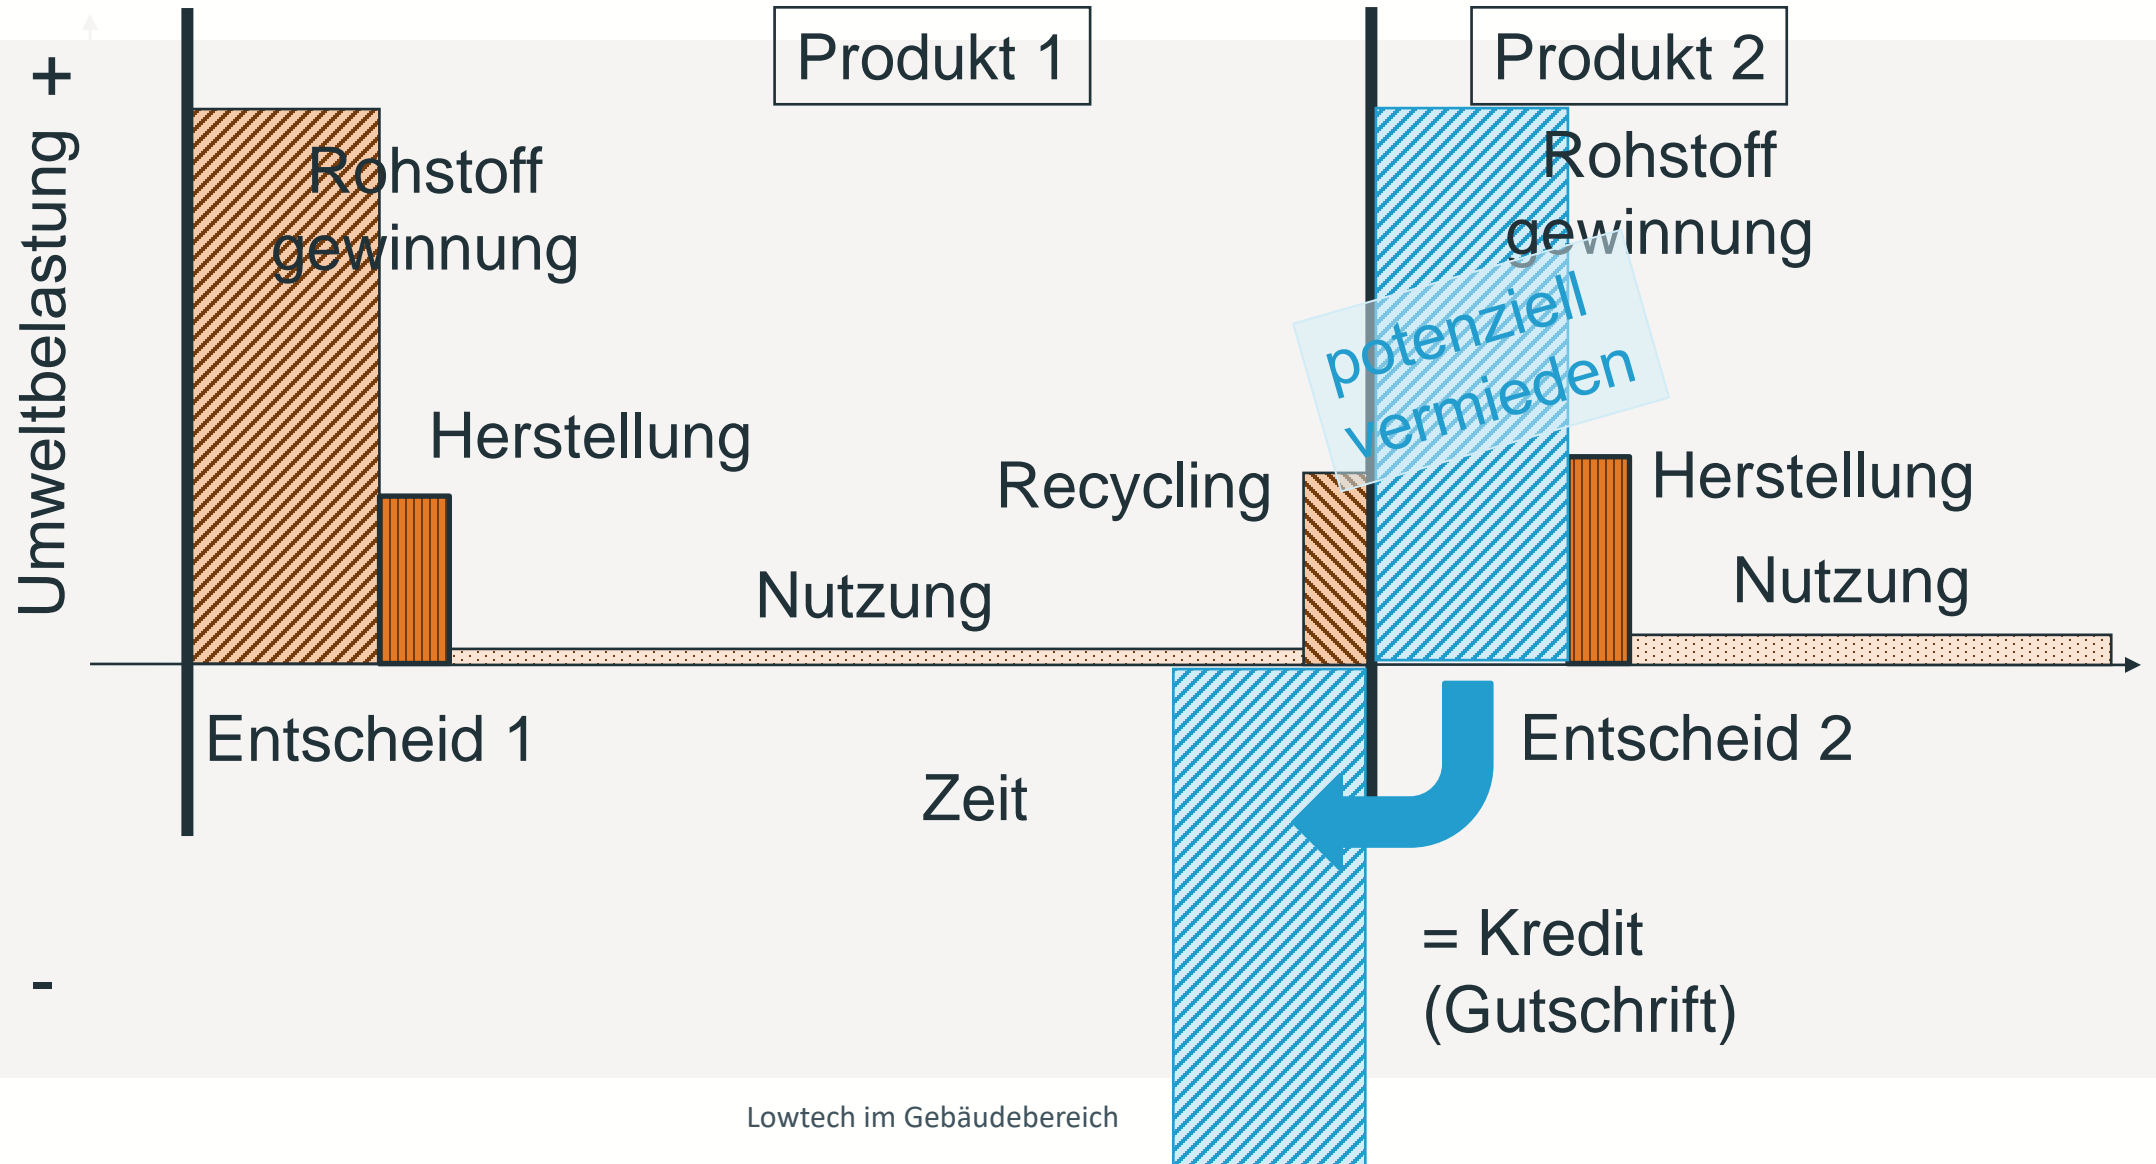 Umweltbelastung +
-
Produkt 1
Produkt 2
Rohstoff
gewinnung
Herstellung
Nutzung
Recycling
Rohstoff
gewinnung
potenziell
vermieden
Herstellung
Nutzung
Entscheid 1
Zeit
Entscheid 2
= Kredit
(Gutschrift)
Lowtech im Gebäudebereich